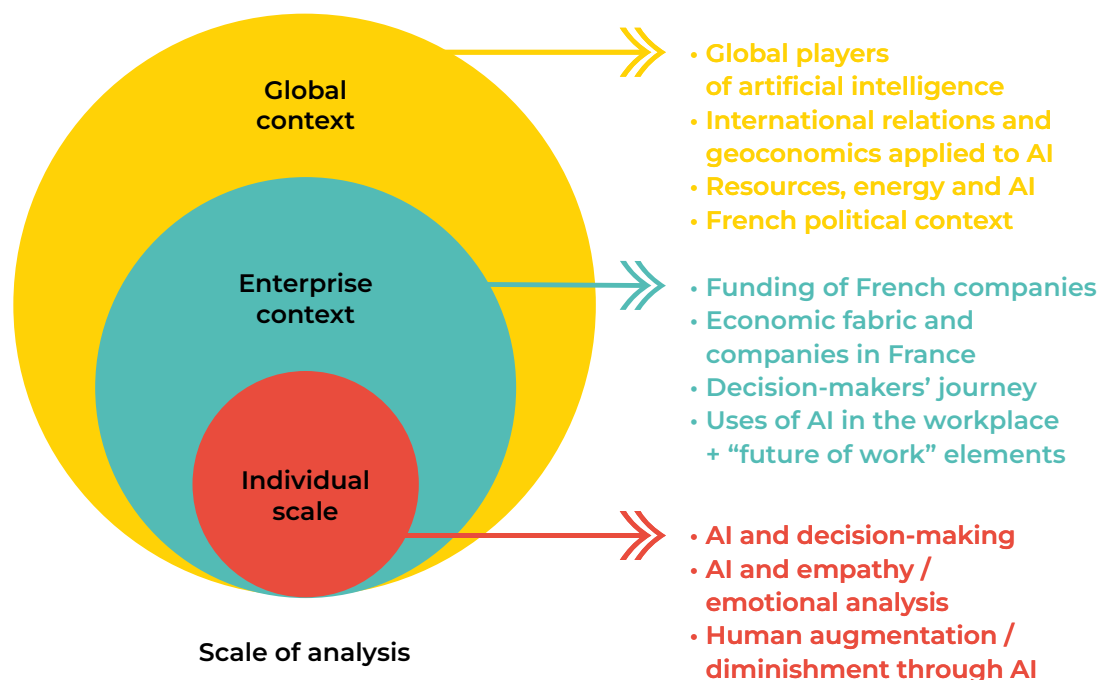 Global
context
• Global players
of artificial intelligence
• International relations and
geoconomics applied to AI
• Resources, energy and AI
• French political context
Enterprise
context
• Funding of French companies
• Economic fabric and
companies in France
• Decision-makers’ journey
• Uses of AI in the workplace
+ “future of work” elements
Individual
scale
• AI and decision-making
• AI and empathy /
emotional analysis
• Human augmentation /
diminishment through AI
Scale of analysis